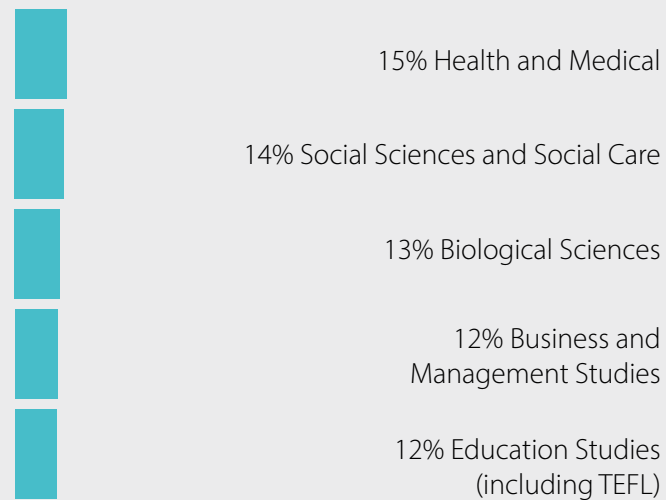 15% Health and Medical
14% Social Sciences and Social Care
13% Biological Sciences
12% Business and
Management Studies
12% Education Studies
(including TEFL)